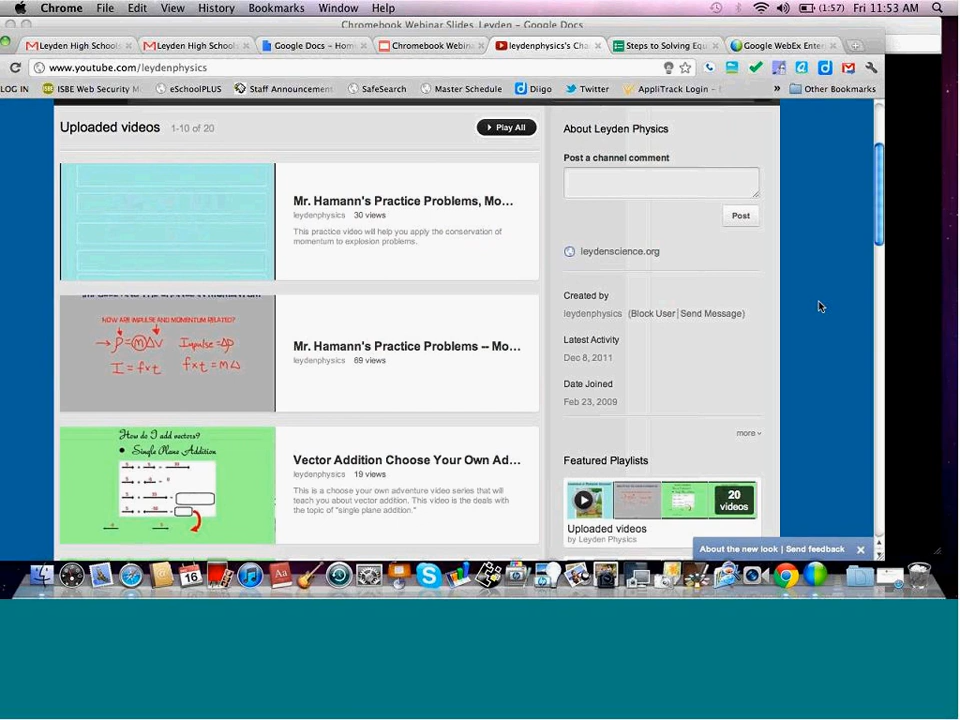 Chrome File Edit View History Bookmarks Window Help (1:57) Fri 11:53 AM
Chromebook Webinar Slides Leyden – Google Docs
Leyden High Schools Leyden High Schools Google Docs - Home Chromebook Webina leydenphysics's Cha Steps to Solving Equ Google WebEx Enter
www.youtube.com/leydenphysics
LOG IN ISBE Web Security M eSchoolPLUS Staff Announcement SafeSearch Master Schedule Diigo Twitter AppliTrack Login - Other Bookmarks
Uploaded videos 1-10 of 20 Play All
Mr. Hamann's Practice Problems, Mo...
leydenphysics 30 views
This practice video will help you apply the conservation of
momentum to explosion problems.
HOW ARE IMPULSE AND MOMENTUM RELATED?
→ p = m ΔV Impulse = Δp
I = f x t f x t = m Δ
Mr. Hamann's Practice Problems -- Mo...
leydenphysics 69 views
How do I add vectors?
• Single Plane Addition
Vector Addition Choose Your Own Ad...
leydenphysics 19 views
This is a choose your own adventure video series that will
teach you about vector addition. This video is the deals with
the topic of "single plane addition."
About Leyden Physics
Post a channel comment
Post
leydenscience.org
Created by
leydenphysics (Block User | Send Message)
Latest Activity
Dec 8, 2011
Date Joined
Feb 23, 2009
more
Featured Playlists
20
videos
Uploaded videos
by Leyden Physics
About the new look | Send feedback
16
Aa